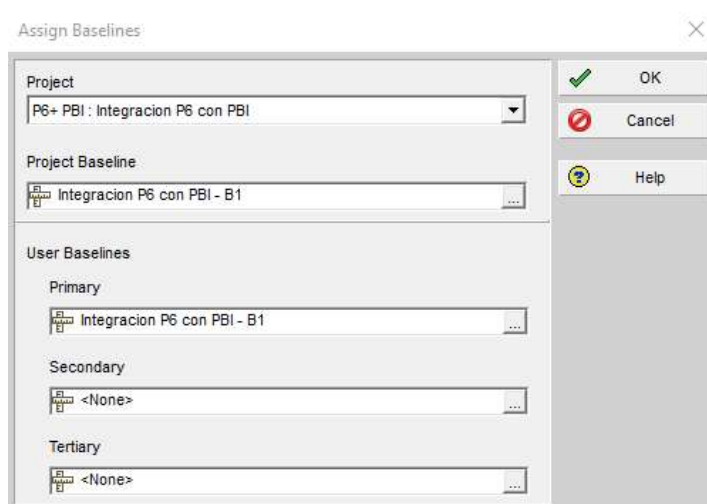 Assign Baselines
Project
P6+ PBI : Integracion P6 con PBI
OK
Cancel
Project Baseline
Integracion P6 con PBI - B1
...
Help
User Baselines
Primary
Integracion P6 con PBI - B1
...
Secondary
<None>
...
Tertiary
<None>
...